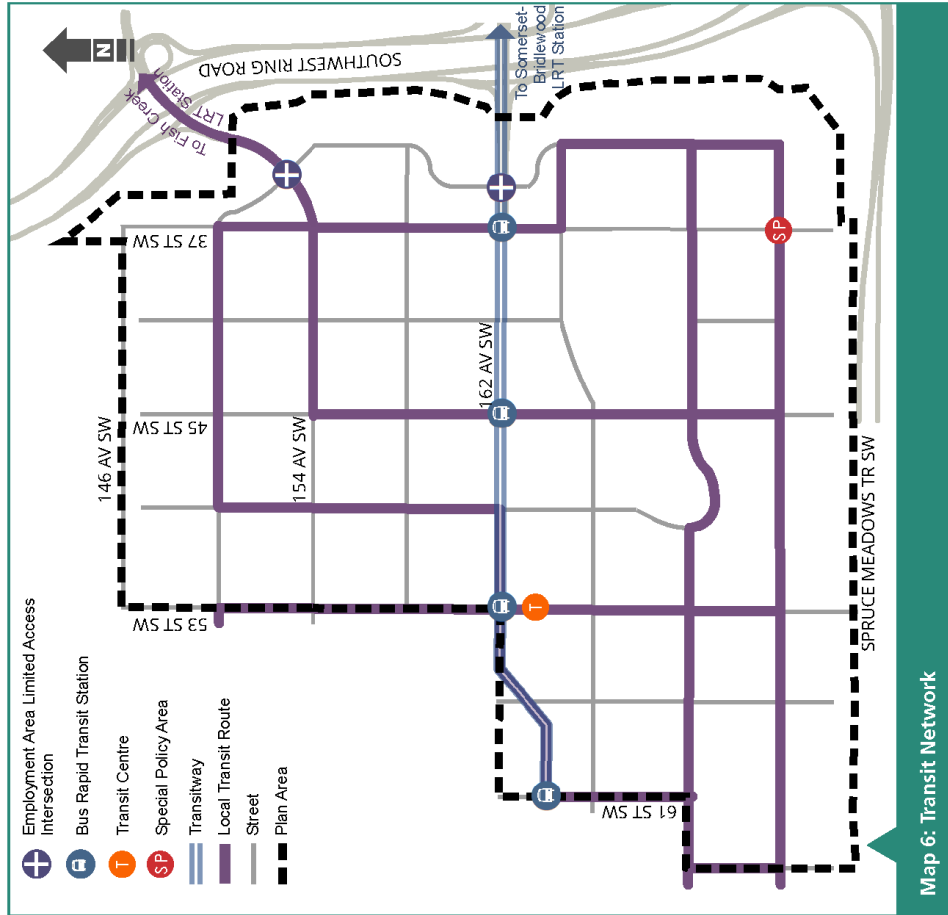 N
SOUTHWEST RING ROAD
To Fish Creek
LRT Station
To Somerset-
Bridlewood
LRT Station
37 ST SW
45 ST SW
53 ST SW
61 ST SW
146 AV SW
154 AV SW
162 AV SW
SPRUCE MEADOWS TR SW
T
SP
Employment Area Limited Access
Intersection
Bus Rapid Transit Station
T
Transit Centre
SP
Special Policy Area
Transitway
Local Transit Route
Street
Plan Area
Map 6: Transit Network